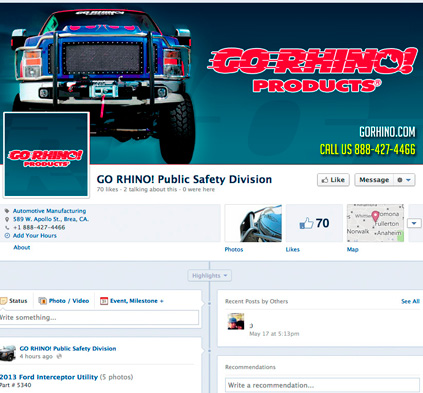 GO RHINO!
PRODUCTS®
GORHINO.COM
CALL US 888-427-4466
GO RHINO!
PRODUCTS
GO RHINO! Public Safety Division
70 likes · 2 talking about this · 0 were here
Like
Message
Automotive Manufacturing
589 W. Apollo St., Brea, CA.
+1 888-427-4466
Add Your Hours
About
Photos
70
Likes
Pomona
Fullerton
Anaheim
Map
Highlights
Status
Photo / Video
Event, Milestone +
Write something...
GO RHINO! Public Safety Division
4 hours ago
2013 Ford Interceptor Utility (5 photos)
Part # 5340
Recent Posts by Others
See All
May 17 at 5:13pm
Recommendations
Write a recommendation...